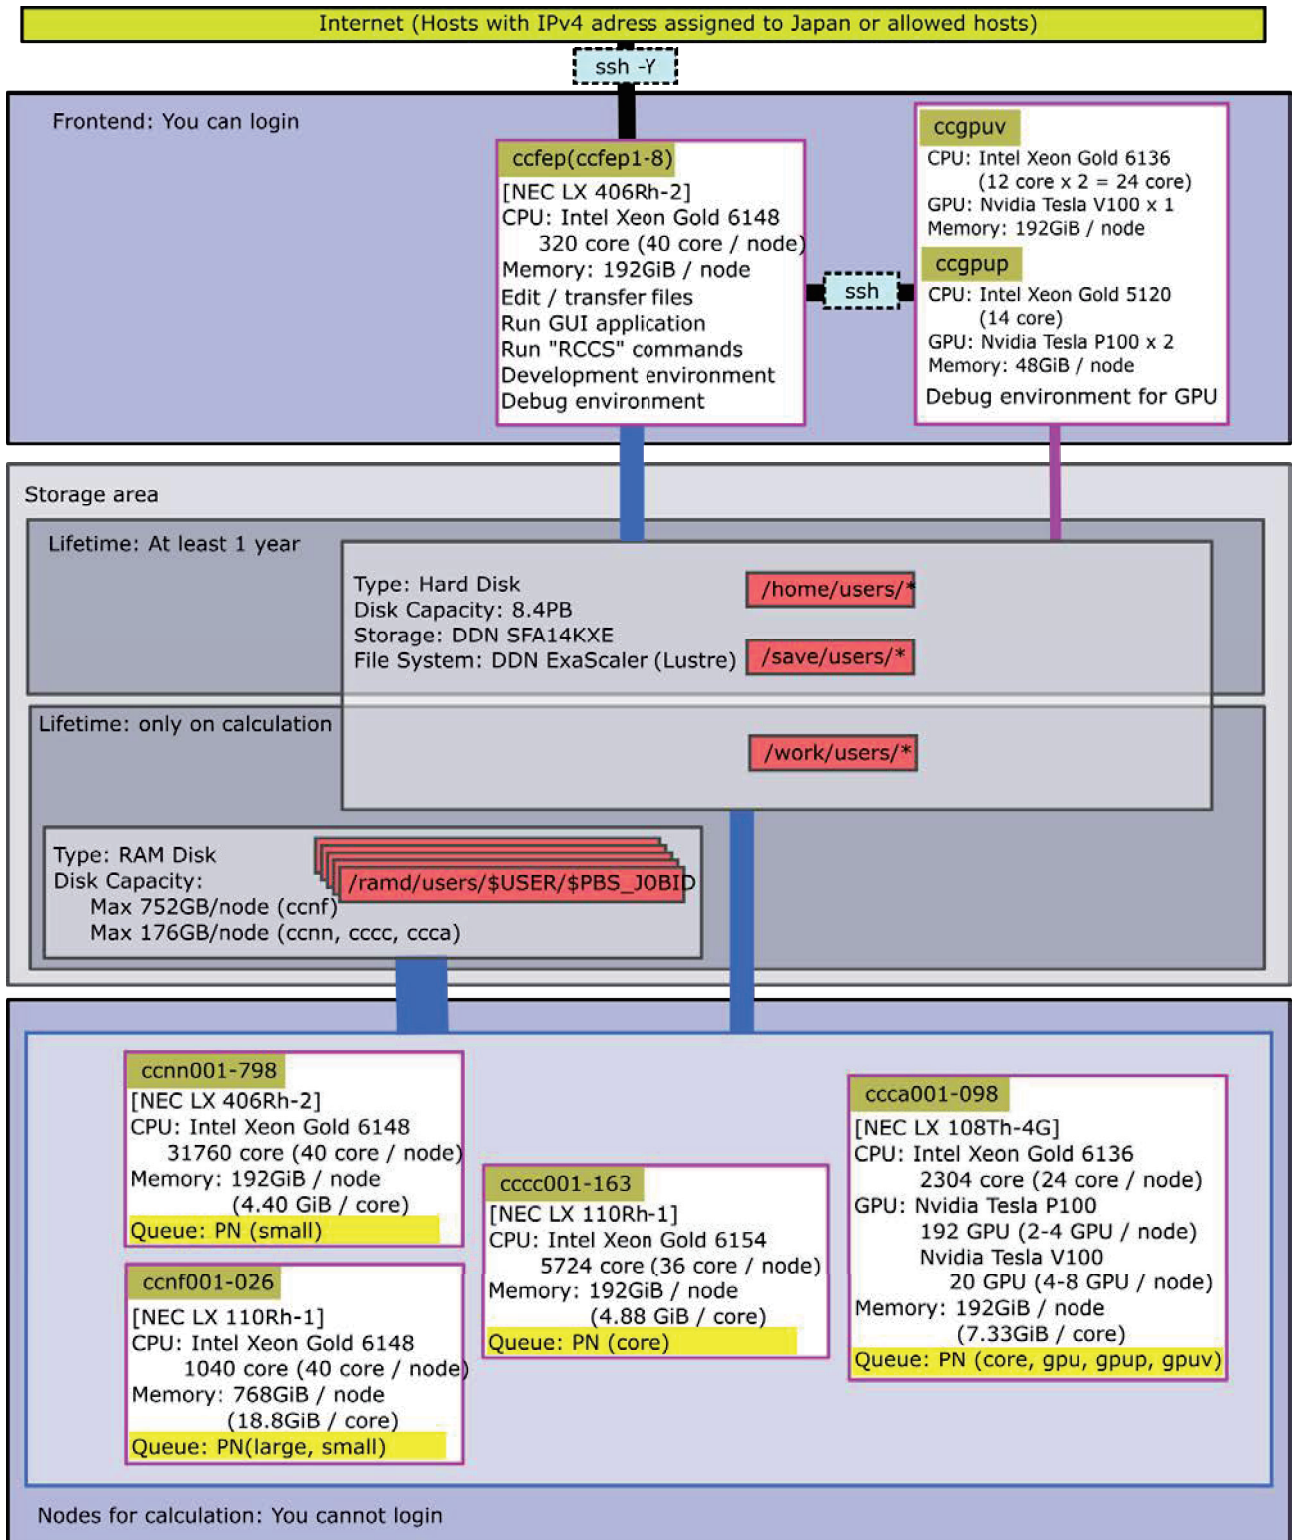 Internet (Hosts with IPv4 adress assigned to Japan or allowed hosts)
ssh -Y
Frontend: You can login
ccfep(ccfep1-8)
[NEC LX 406Rh-2]
CPU: Intel Xeon Gold 6148
320 core (40 core / node)
Memory: 192GiB / node
Edit / transfer files
Run GUI application
Run "RCCS" commands
Development environment
Debug environment
ssh
ccgpuv
CPU: Intel Xeon Gold 6136
(12 core x 2 = 24 core)
GPU: Nvidia Tesla V100 x 1
Memory: 192GiB / node
ccgpup
CPU: Intel Xeon Gold 5120
(14 core)
GPU: Nvidia Tesla P100 x 2
Memory: 48GiB / node
Debug environment for GPU
Storage area
Lifetime: At least 1 year
Type: Hard Disk
Disk Capacity: 8.4PB
Storage: DDN SFA14KXE
File System: DDN ExaScaler (Lustre)
/home/users/*
/save/users/*
Lifetime: only on calculation
/work/users/*
Type: RAM Disk
Disk Capacity:
Max 752GB/node (ccnf)
Max 176GB/node (ccnn, cccc, ccca)
/ramd/users/$USER/$PBS_JOBID
ccnn001-798
[NEC LX 406Rh-2]
CPU: Intel Xeon Gold 6148
31760 core (40 core / node)
Memory: 192GiB / node
(4.40 GiB / core)
Queue: PN (small)
ccnf001-026
[NEC LX 110Rh-1]
CPU: Intel Xeon Gold 6148
1040 core (40 core / node)
Memory: 768GiB / node
(18.8GiB / core)
Queue: PN(large, small)
cccc001-163
[NEC LX 110Rh-1]
CPU: Intel Xeon Gold 6154
5724 core (36 core / node)
Memory: 192GiB / node
(4.88 GiB / core)
Queue: PN (core)
ccca001-098
[NEC LX 108Th-4G]
CPU: Intel Xeon Gold 6136
2304 core (24 core / node)
GPU: Nvidia Tesla P100
192 GPU (2-4 GPU / node)
Nvidia Tesla V100
20 GPU (4-8 GPU / node)
Memory: 192GiB / node
(7.33GiB / core)
Queue: PN (core, gpu, gpup, gpuv)
Nodes for calculation: You cannot login